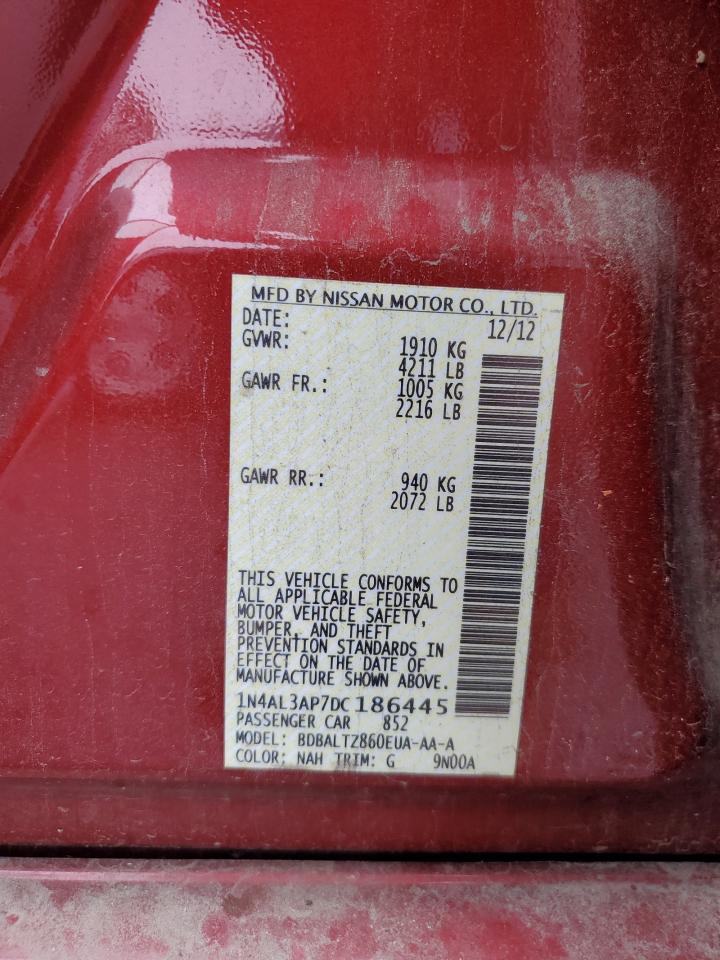 MFD BY NISSAN MOTOR CO., LTD.
DATE: 12/12
GVWR: 1910 KG
4211 LB
GAWR FR.: 1005 KG
2216 LB
GAWR RR.: 940 KG
2072 LB
THIS VEHICLE CONFORMS TO
ALL APPLICABLE FEDERAL
MOTOR VEHICLE SAFETY,
BUMPER, AND THEFT
PREVENTION STANDARDS IN
EFFECT ON THE DATE OF
MANUFACTURE SHOWN ABOVE.
1N4AL3AP7DC186445
PASSENGER CAR 852
MODEL: BDBALTZ860EUA-AA-A
COLOR: NAH TRIM: G 9N00A